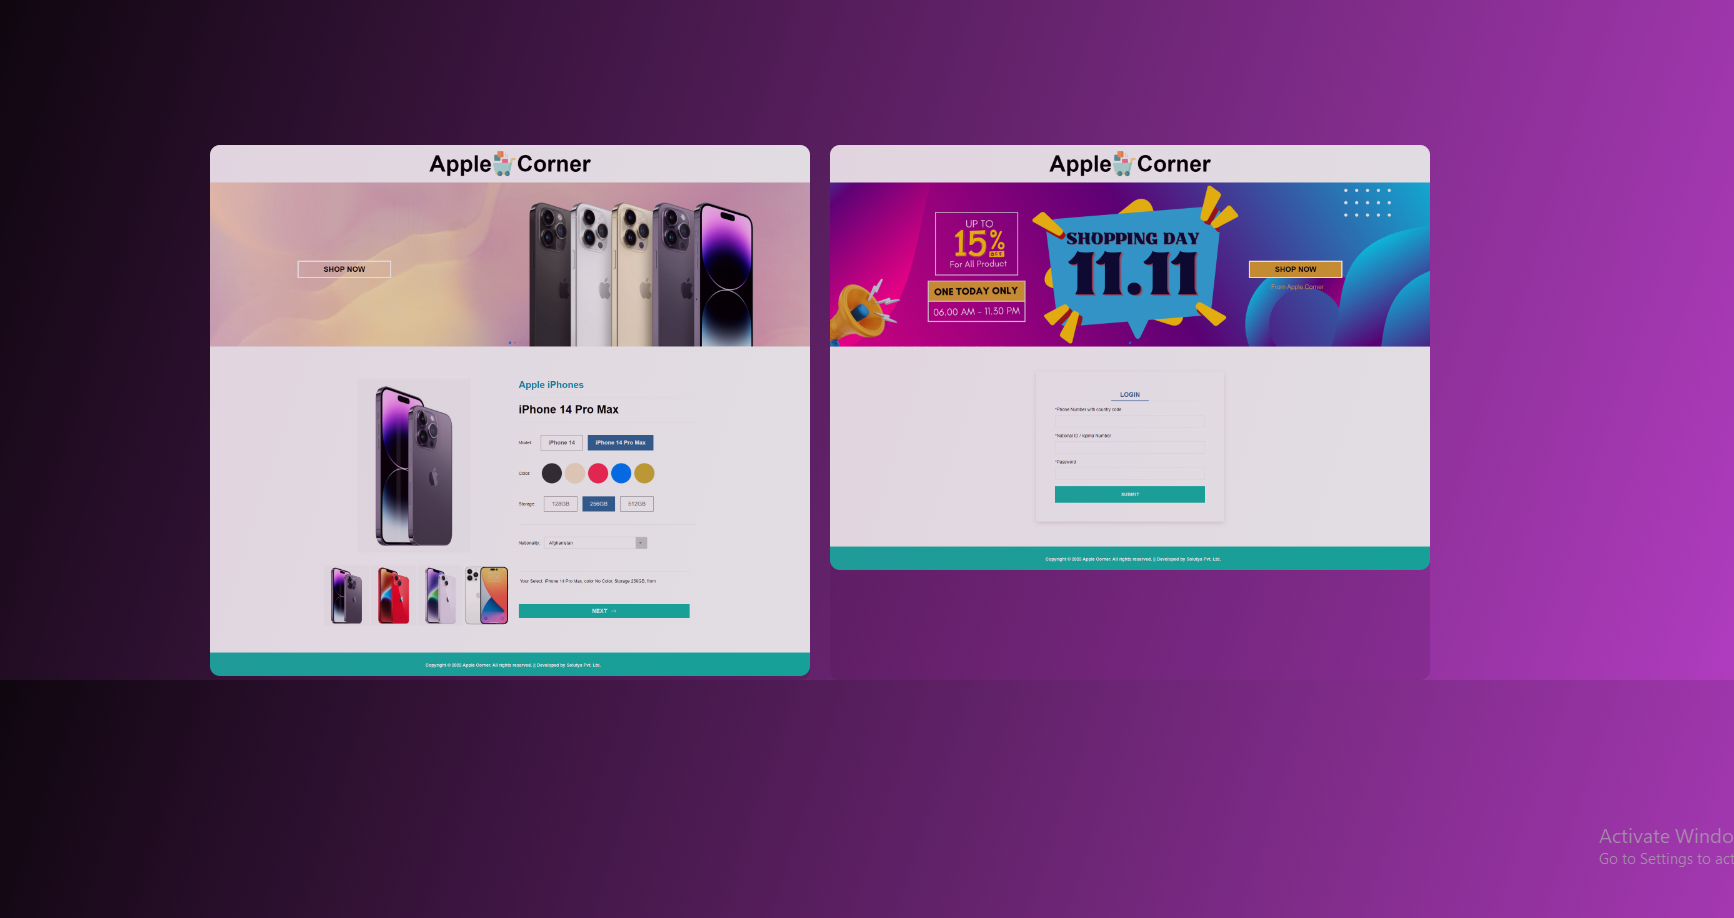 Apple Corner
SHOP NOW
Apple iPhones
iPhone 14 Pro Max
Model:
iPhone 14
iPhone 14 Pro Max
Color:
Storage:
128GB
256GB
512GB
Nationality:
Afghanistan
Your Select: iPhone 14 Pro Max, color No Color, Storage 256GB, from
NEXT →
Copyright © 2022 Apple Corner. All rights reserved. || Developed by Solutya Pvt. Ltd.
Apple Corner
UP TO
15% OFF
For All Product
ONE TODAY ONLY
06.00 AM - 11.30 PM
SHOPPING DAY
11.11
SHOP NOW
From Apple Corner
LOGIN
*Phone Number with country code
*National ID / Iqama Number
*Password
SUBMIT
Copyright © 2022 Apple Corner. All rights reserved. || Developed by Solutya Pvt. Ltd.
Activate Windo
Go to Settings to act